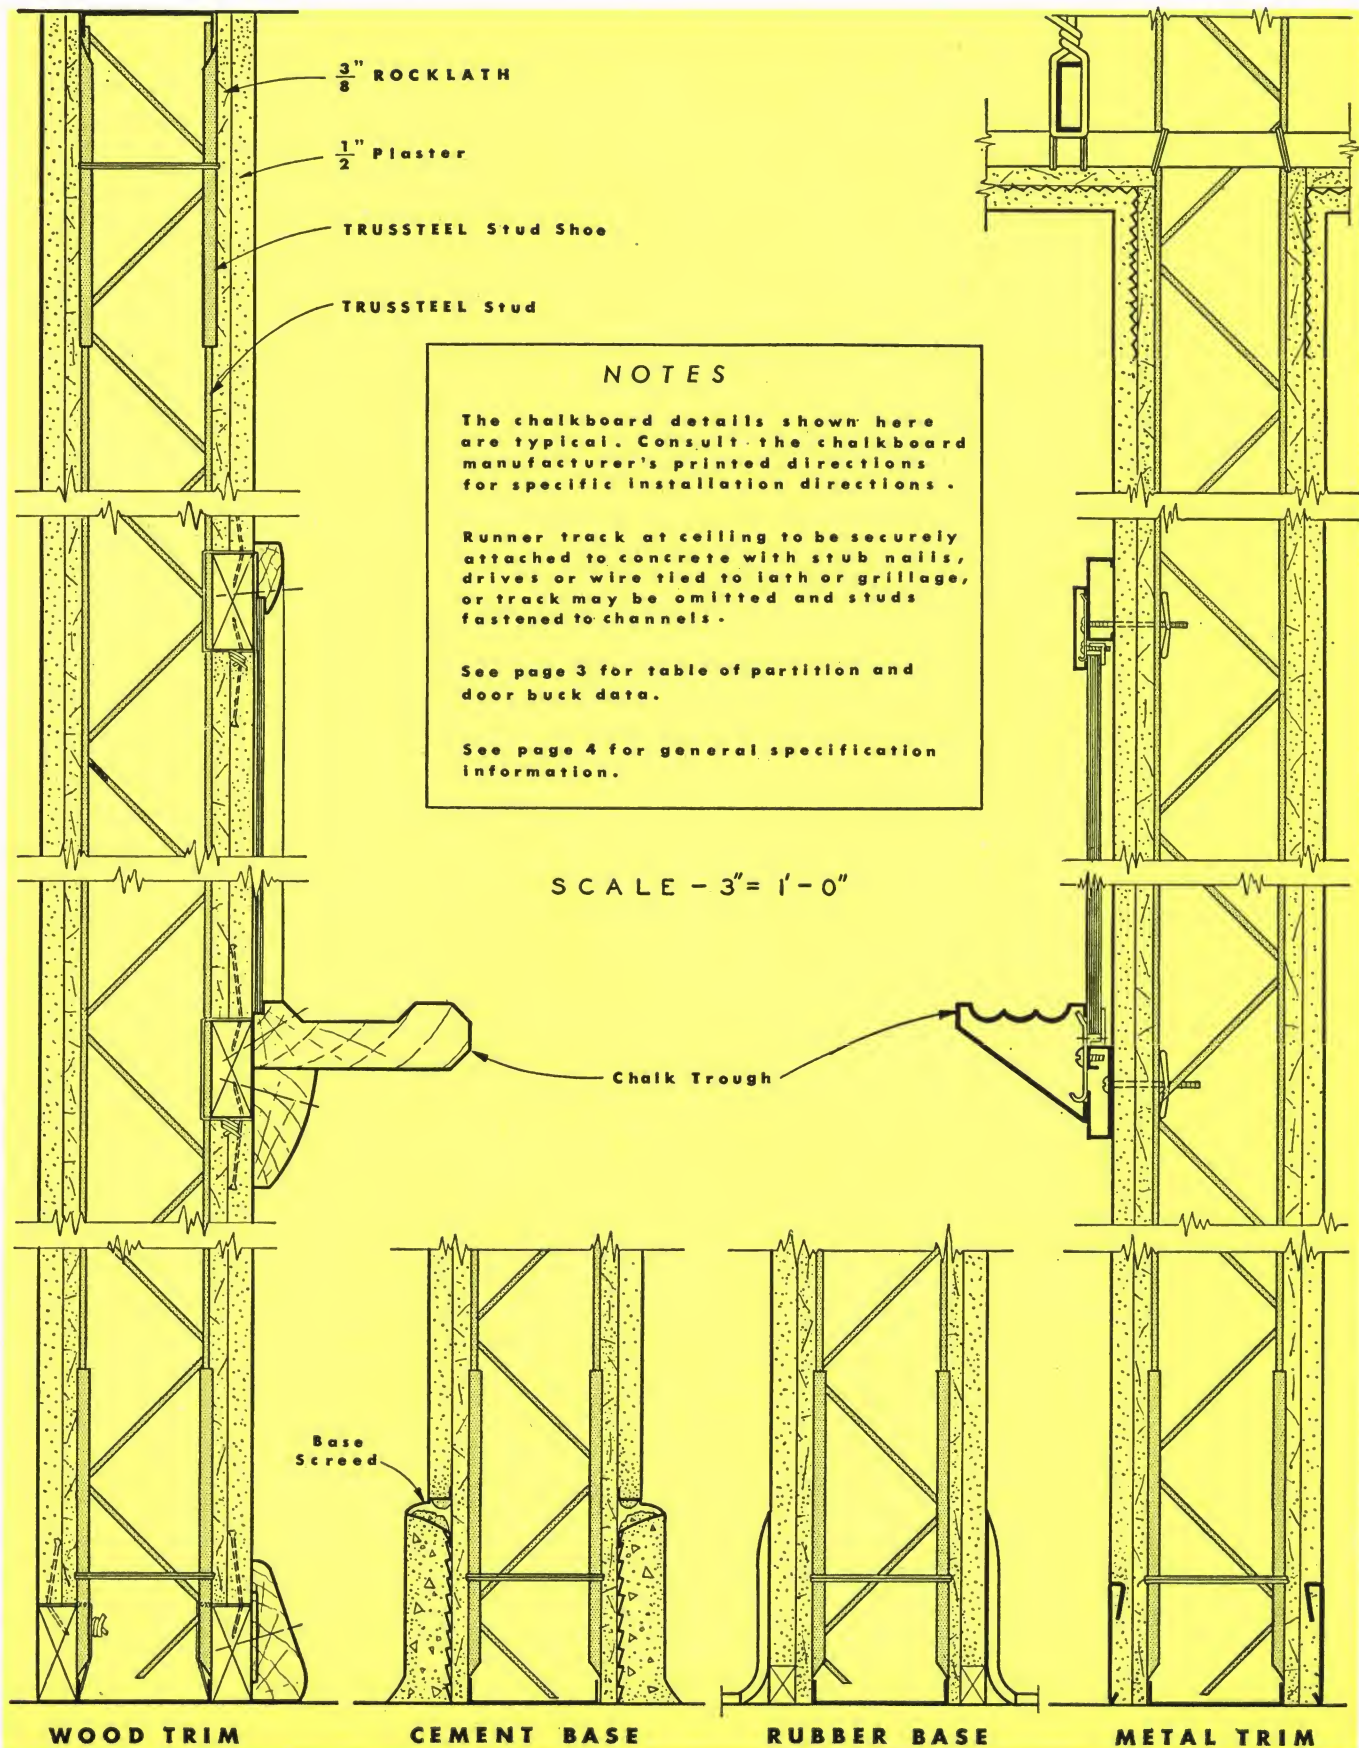 3/8" ROCKLATH
1/2" Plaster
TRUSSTEEL Stud Shoe
TRUSSTEEL Stud
NOTES
The chalkboard details shown here
are typical. Consult the chalkboard
manufacturer's printed directions
for specific installation directions.
Runner track at ceiling to be securely
attached to concrete with stub nails,
drives or wire tied to lath or grillage,
or track may be omitted and studs
fastened to channels.
See page 3 for table of partition and
door buck data.
See page 4 for general specification
information.
SCALE - 3" = 1' - 0"
Chalk Trough
Base
Screed
WOOD TRIM
CEMENT BASE
RUBBER BASE
METAL TRIM